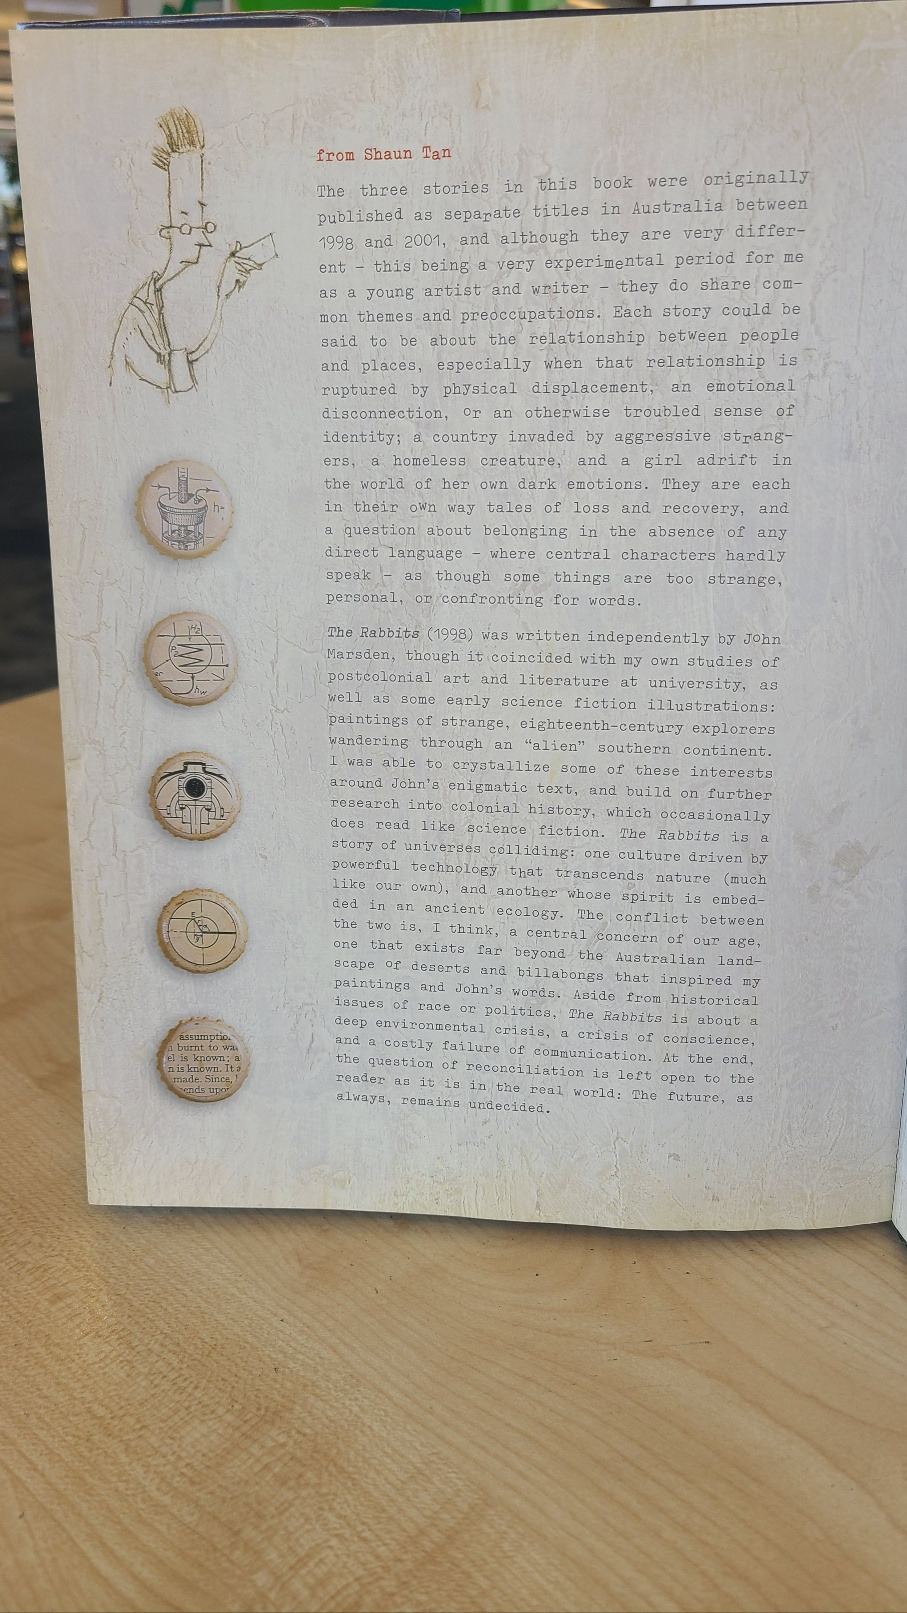 from Shaun Tan
The three stories in this book were originally
published as separate titles in Australia between
1998 and 2001, and although they are very differ-
ent – this being a very experimental period for me
as a young artist and writer – they do share com-
mon themes and preoccupations. Each story could be
said to be about the relationship between people
and places, especially when that relationship is
ruptured by physical displacement, an emotional
disconnection, or an otherwise troubled sense of
identity; a country invaded by aggressive strang-
ers, a homeless creature, and a girl adrift in
the world of her own dark emotions. They are each
in their own way tales of loss and recovery, and
a question about belonging in the absence of any
direct language – where central characters hardly
speak – as though some things are too strange,
personal, or confronting for words.
The Rabbits (1998) was written independently by John
Marsden, though it coincided with my own studies of
postcolonial art and literature at university, as
well as some early science fiction illustrations:
paintings of strange, eighteenth-century explorers
wandering through an “alien” southern continent.
I was able to crystallize some of these interests
around John's enigmatic text, and build on further
research into colonial history, which occasionally
does read like science fiction. The Rabbits is a
story of universes colliding: one culture driven by
powerful technology that transcends nature (much
like our own), and another whose spirit is embed-
ded in an ancient ecology. The conflict between
the two is, I think, a central concern of our age,
one that exists far beyond the Australian land-
scape of deserts and billabongs that inspired my
paintings and John's words. Aside from historical
issues of race or politics, The Rabbits is about a
deep environmental crisis, a crisis of conscience,
and a costly failure of communication. At the end,
the question of reconciliation is left open to the
reader as it is in the real world: The future, as
always, remains undecided.
h-
H2
hw
E
assumptio
burnt to wa
el is known; a
n is known. It a
made. Since,
ends upo